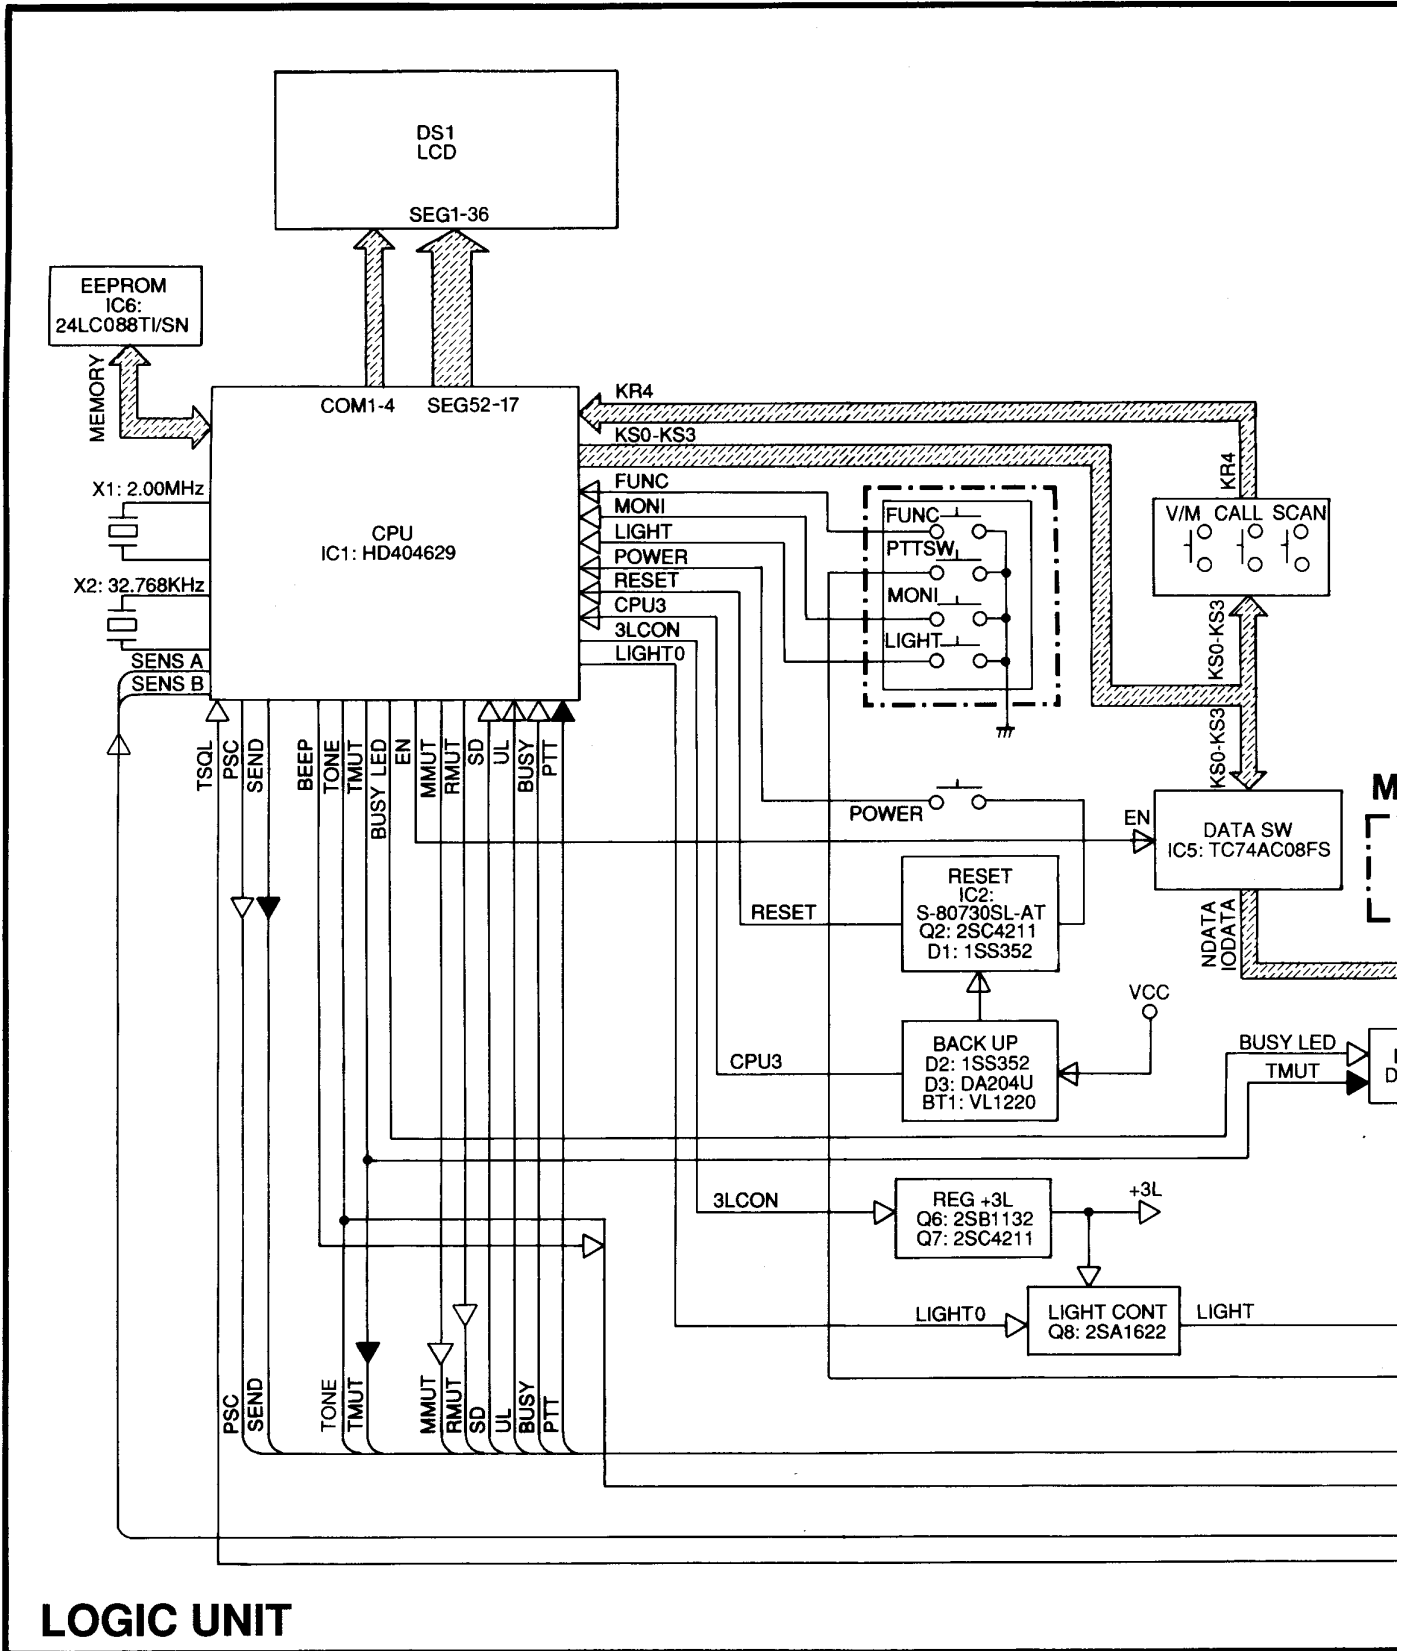 DS1
LCD
SEG1-36
EEPROM
IC6:
24LC088TI/SN
MEMORY
COM1-4 SEG52-17
KR4
KS0-KS3
KR4
X1: 2.00MHz
CPU
IC1: HD404629
X2: 32.768KHz
SENS A
SENS B
FUNC
MONI
LIGHT
POWER
RESET
CPU3
3LCON
LIGHT0
FUNC
PTTSW
MONI
LIGHT
V/M CALL SCAN
KS0-KS3
KS0-KS3
TSQL
PSC
SEND
BEEP
TONE
TMUT
BUSY LED
EN
MMUT
RMUT
SD
UL
BUSY
PTT
POWER
EN
DATA SW
IC5: TC74AC08FS
M
RESET
RESET
IC2:
S-80730SL-AT
Q2: 2SC4211
D1: 1SS352
NDATA
IODATA
VCC
CPU3
BACK UP
D2: 1SS352
D3: DA204U
BT1: VL1220
BUSY LED
TMUT
D
3LCON
REG +3L
Q6: 2SB1132
Q7: 2SC4211
+3L
LIGHT0
LIGHT CONT
Q8: 2SA1622
LIGHT
PSC
SEND
TONE
TMUT
MMUT
RMUT
SD
UL
BUSY
PTT
LOGIC UNIT